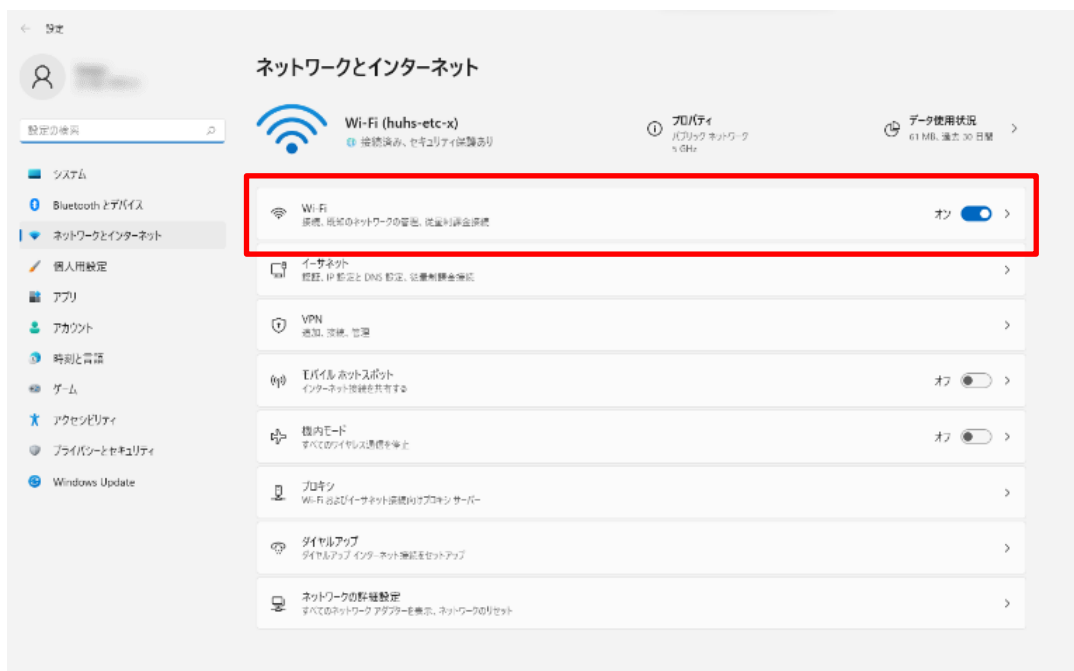 設定
ネットワークとインターネット
Wi-Fi (huhs-etc-x)
接続済み、セキュリティ保護あり
プロパティ
パブリック ネットワーク
5 GHz
データ使用状況
61 MB、過去 30 日間
設定の検索
システム
Bluetooth とデバイス
ネットワークとインターネット
個人用設定
アプリ
アカウント
時刻と言語
ゲーム
アクセシビリティ
プライバシーとセキュリティ
Windows Update
Wi-Fi
接続、既知のネットワークの管理、従量制課金接続
オン
イーサネット
認証、IP 設定と DNS 設定、従量制課金接続
VPN
追加、接続、管理
モバイル ホットスポット
インターネット接続を共有する
オフ
機内モード
すべてのワイヤレス通信を停止
オフ
プロキシ
Wi-Fi およびイーサネット接続向けプロキシ サーバー
ダイヤルアップ
ダイヤルアップ インターネット接続をセットアップ
ネットワークの詳細設定
すべてのネットワーク アダプターを表示、ネットワークのリセット